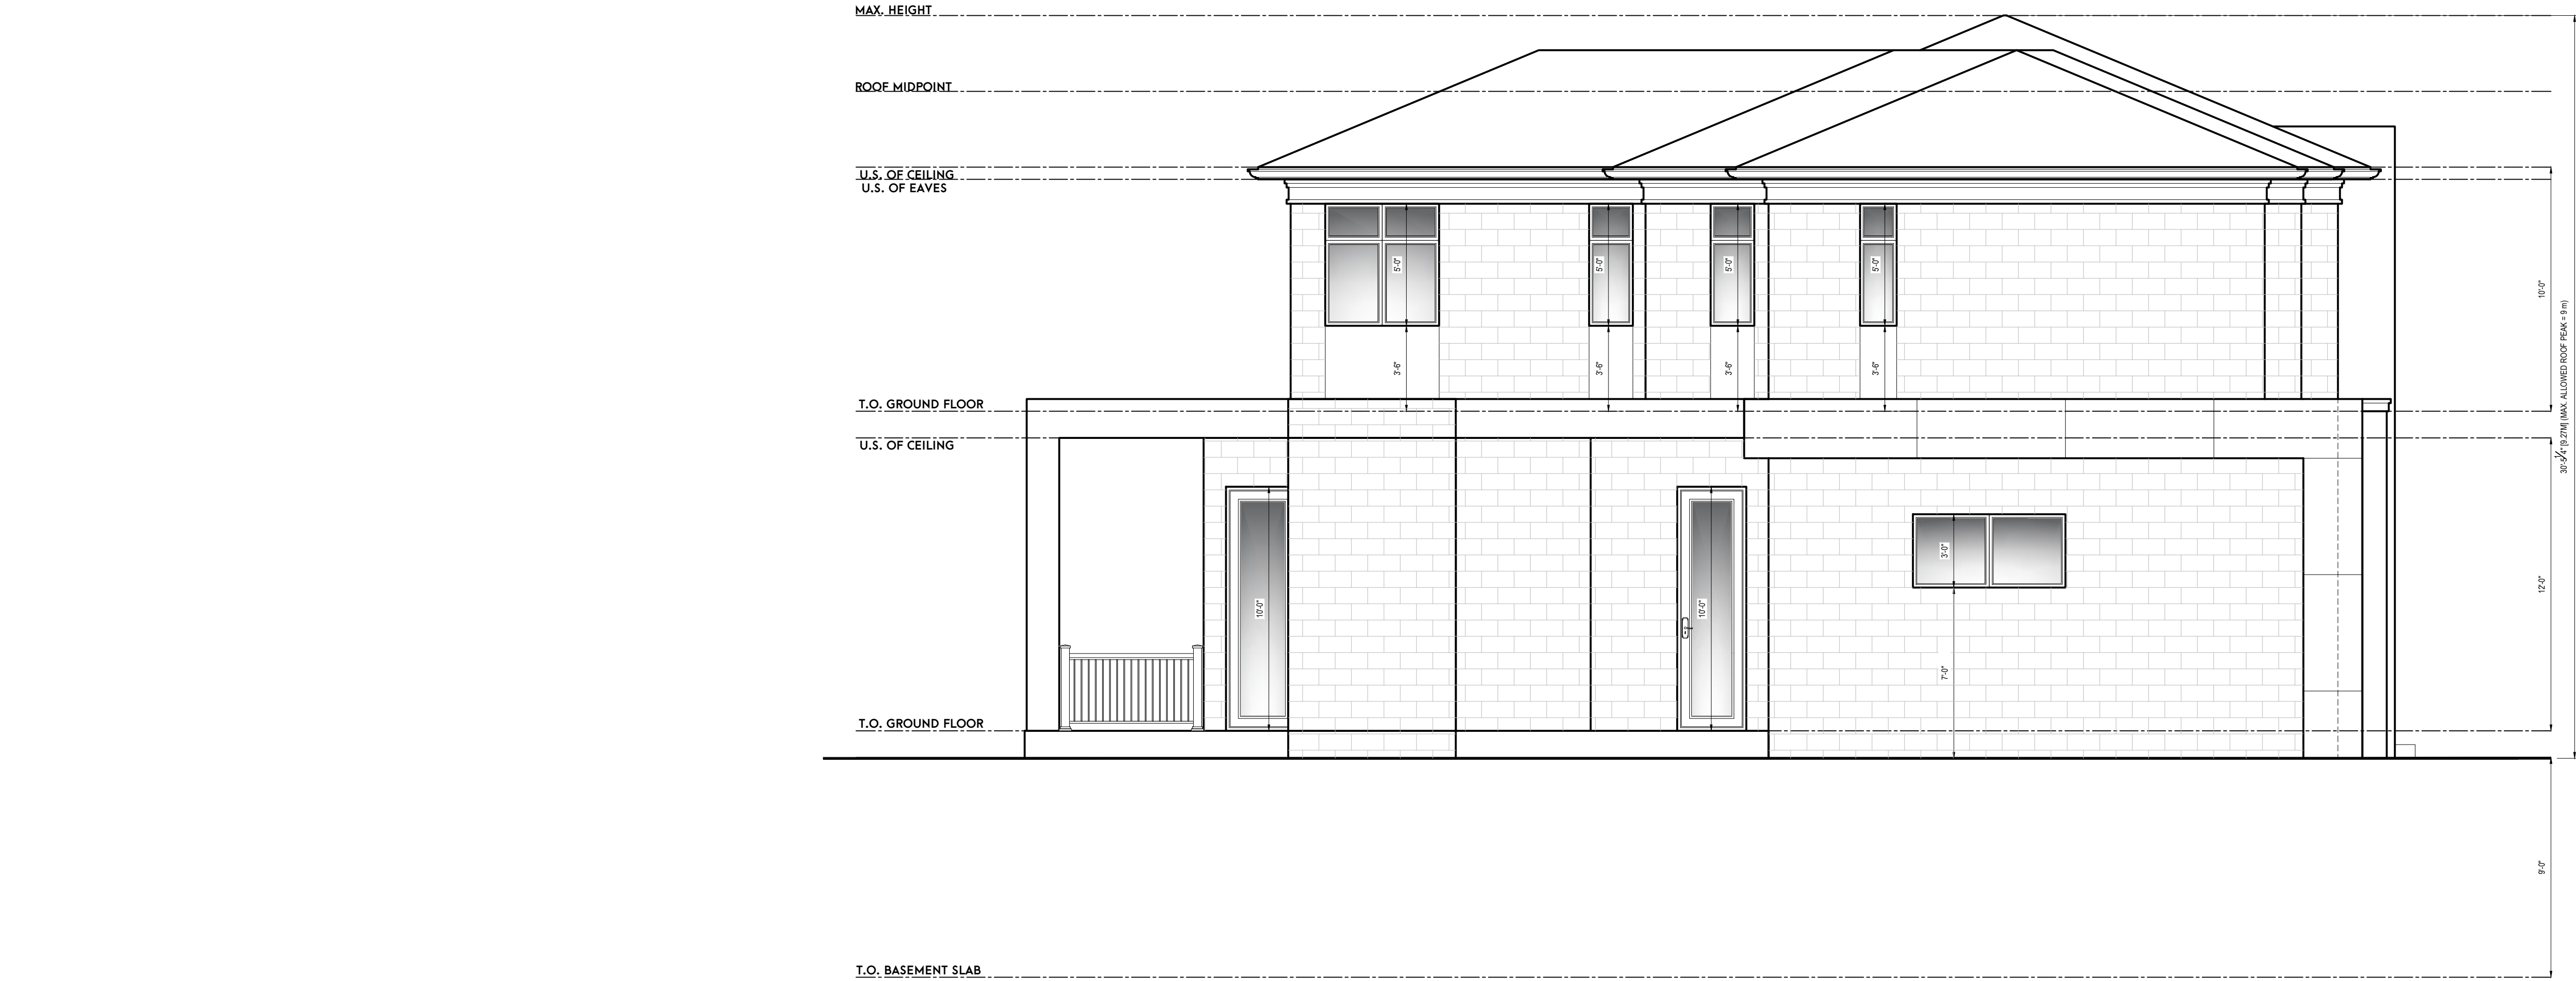 MAX. HEIGHT
ROOF MIDPOINT
U.S. OF CEILING
U.S. OF EAVES
5'-0"
5'-0"
5'-0"
5'-0"
10'-0"
3'-6"
3'-6"
3'-6"
3'-6"
30'-5 1/4" [9.27M] (MAX. ALLOWED ROOF PEAK = 9 m)
T.O. GROUND FLOOR
U.S. OF CEILING
10'-0"
10'-0"
3'-0"
12'-0"
7'-0"
T.O. GROUND FLOOR
9'-0"
T.O. BASEMENT SLAB